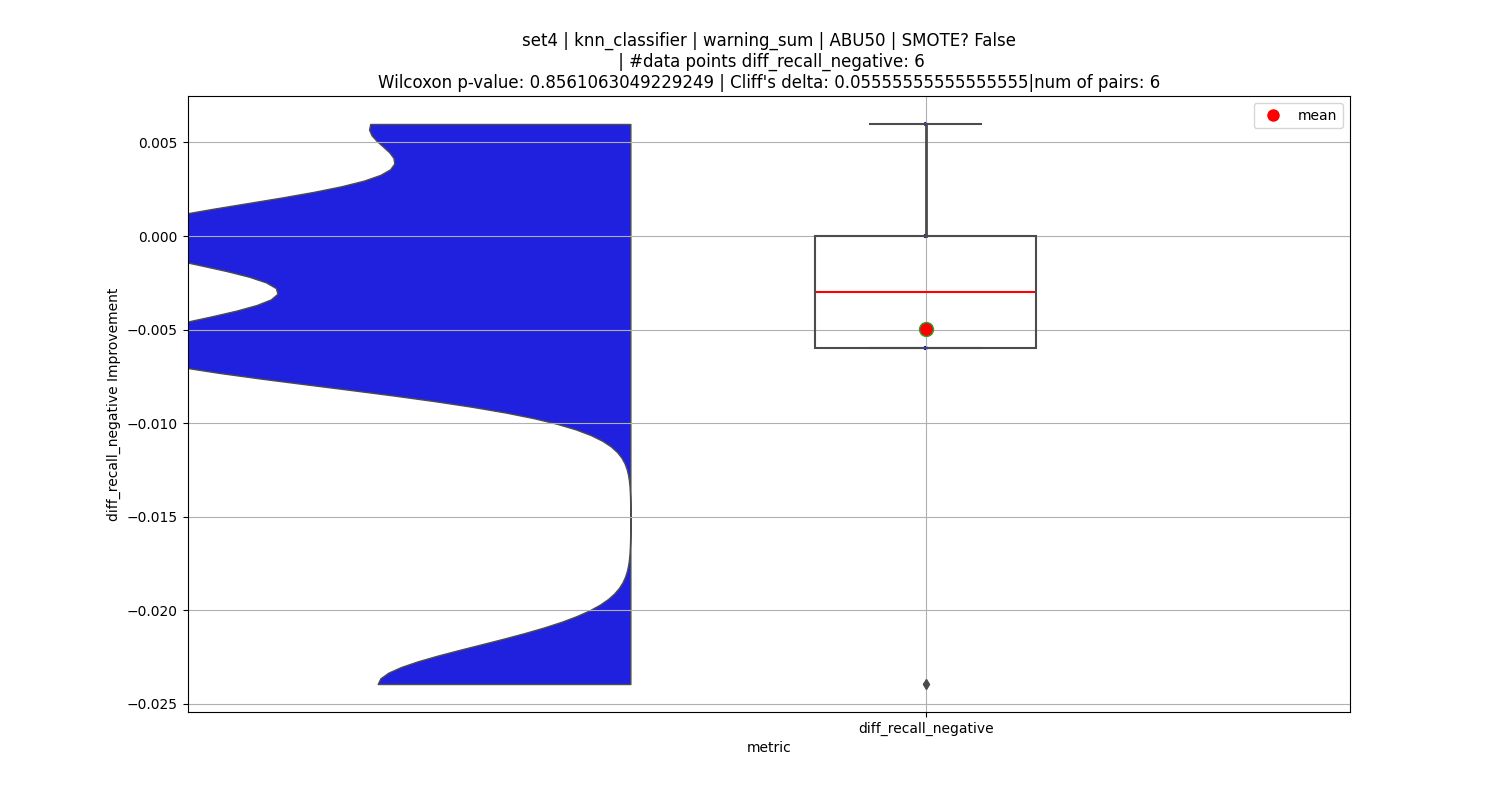 set4 | knn_classifier | warning_sum | ABU50 | SMOTE? False
| #data points diff_recall_negative: 6
Wilcoxon p-value: 0.8561063049229249 | Cliff's delta: 0.05555555555555555|num of pairs: 6
mean
0.005
0.000
−0.005
−0.010
−0.015
−0.020
−0.025
diff_recall_negative Improvement
diff_recall_negative
metric